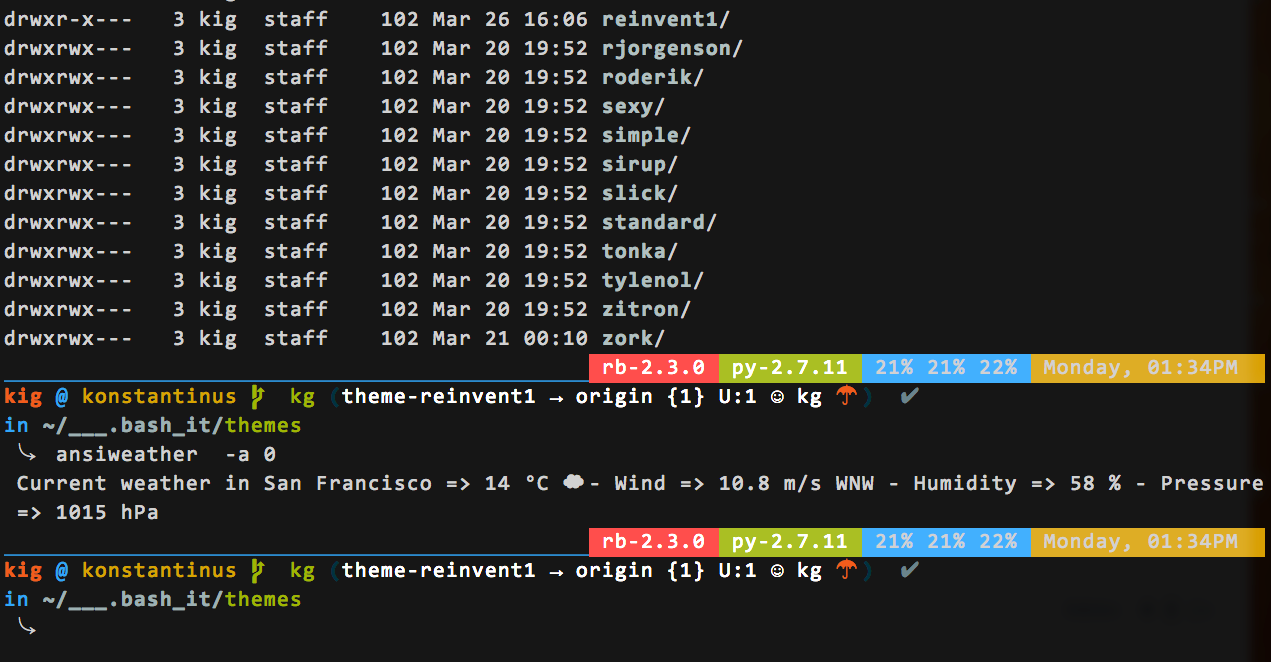 drwxr-x---   3 kig  staff    102 Mar 26 16:06 reinvent1/
drwxrwx---   3 kig  staff    102 Mar 20 19:52 rjorgenson/
drwxrwx---   3 kig  staff    102 Mar 20 19:52 roderik/
drwxrwx---   3 kig  staff    102 Mar 20 19:52 sexy/
drwxrwx---   3 kig  staff    102 Mar 20 19:52 simple/
drwxrwx---   3 kig  staff    102 Mar 20 19:52 sirup/
drwxrwx---   3 kig  staff    102 Mar 20 19:52 slick/
drwxrwx---   3 kig  staff    102 Mar 20 19:52 standard/
drwxrwx---   3 kig  staff    102 Mar 20 19:52 tonka/
drwxrwx---   3 kig  staff    102 Mar 20 19:52 tylenol/
drwxrwx---   3 kig  staff    102 Mar 20 19:52 zitron/
drwxrwx---   3 kig  staff    102 Mar 21 00:10 zork/
rb-2.3.0  py-2.7.11  21% 21% 22%  Monday, 01:34PM
kig @ konstantinus  kg (theme-reinvent1 → origin {1} U:1 ☺ kg ☂)  ✔
in ~/___.bash_it/themes
⤷ ansiweather  -a 0
Current weather in San Francisco => 14 °C ☁ - Wind => 10.8 m/s WNW - Humidity => 58 % - Pressure
=> 1015 hPa
rb-2.3.0  py-2.7.11  21% 21% 22%  Monday, 01:34PM
kig @ konstantinus  kg (theme-reinvent1 → origin {1} U:1 ☺ kg ☂)  ✔
in ~/___.bash_it/themes
⤷